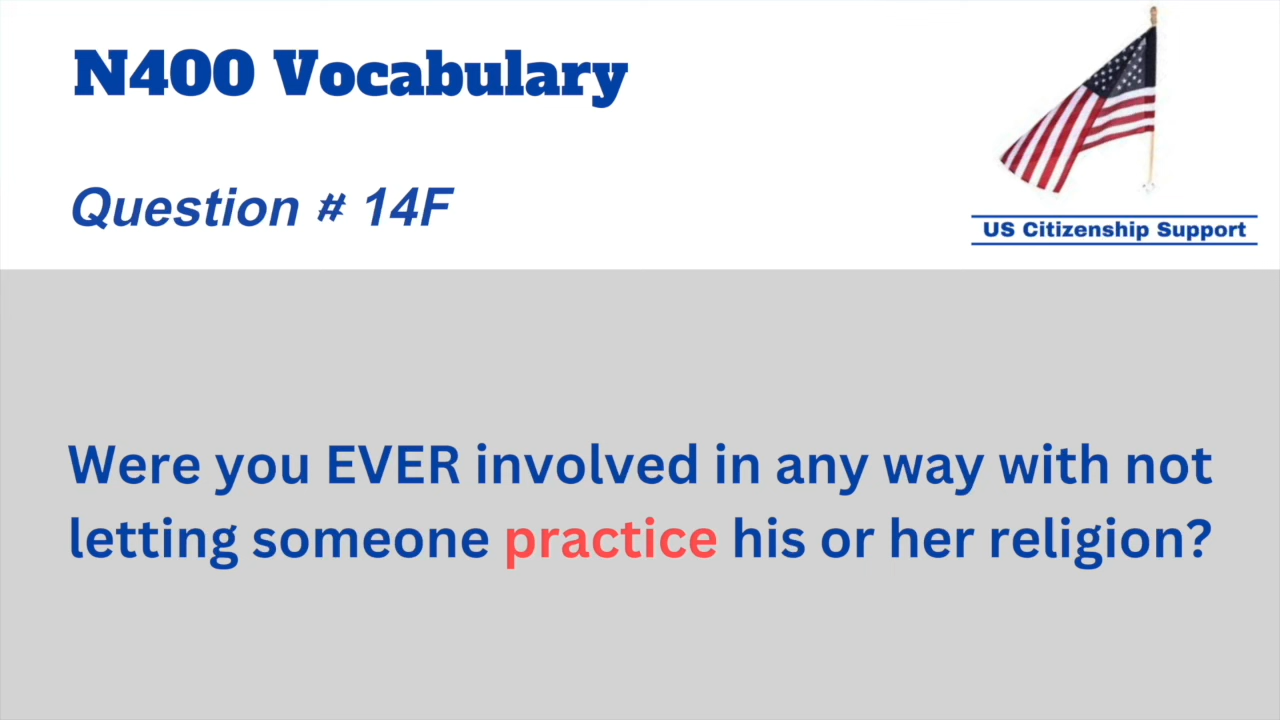 N400 Vocabulary
Question # 14F
US Citizenship Support
Were you EVER involved in any way with not
letting someone practice his or her religion?